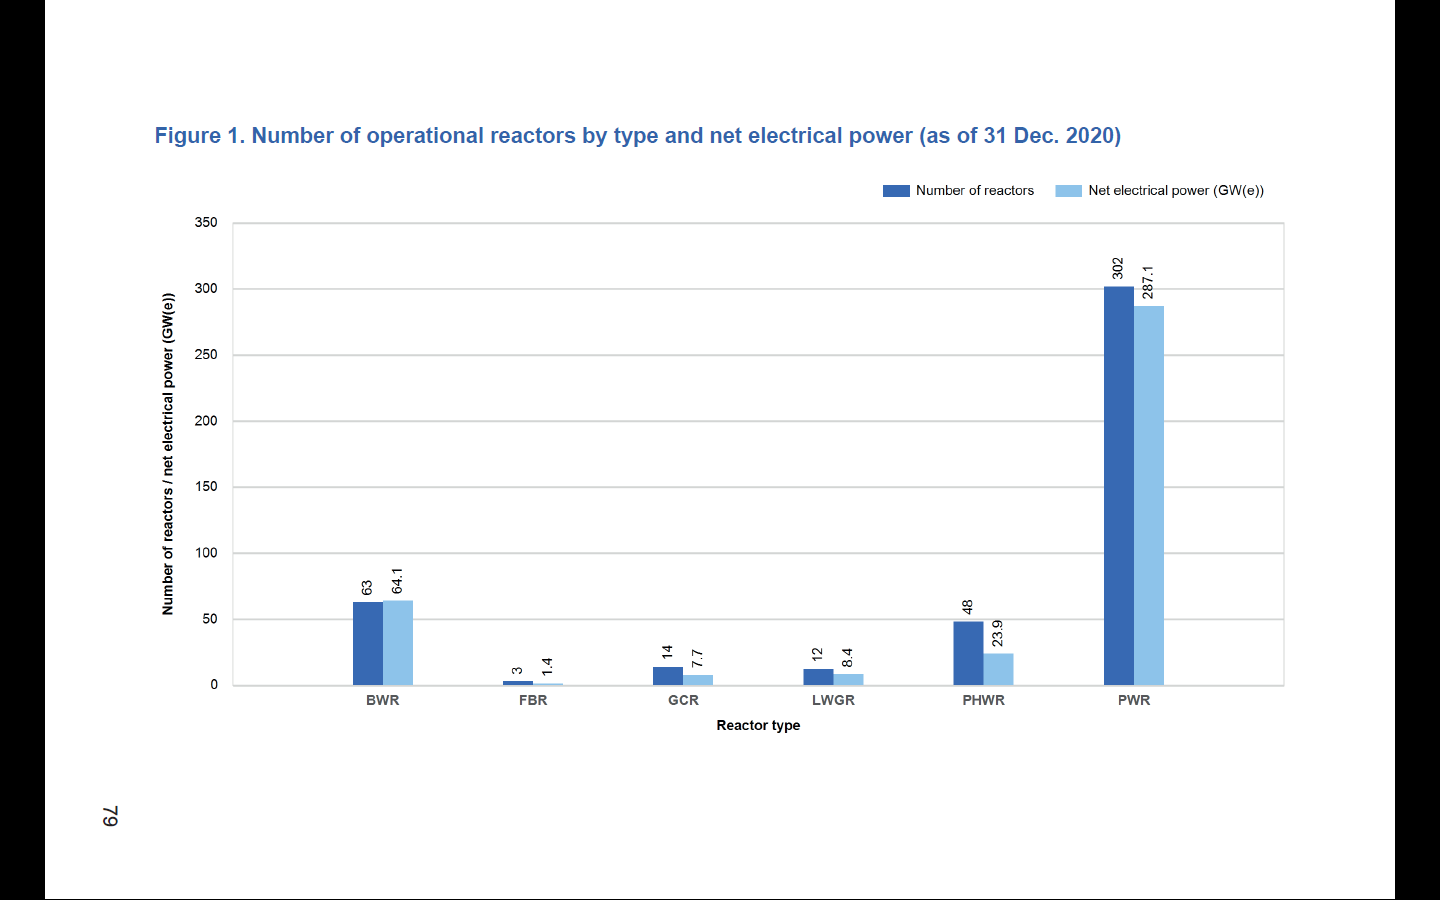 Figure 1. Number of operational reactors by type and net electrical power (as of 31 Dec. 2020)
Number of reactors
Net electrical power (GW(e))
Number of reactors / net electrical power (GW(e))
350
300
250
200
150
100
50
0
63
64.1
3
1.4
14
7.7
12
8.4
48
23.9
302
287.1
BWR
FBR
GCR
LWGR
PHWR
PWR
Reactor type
79